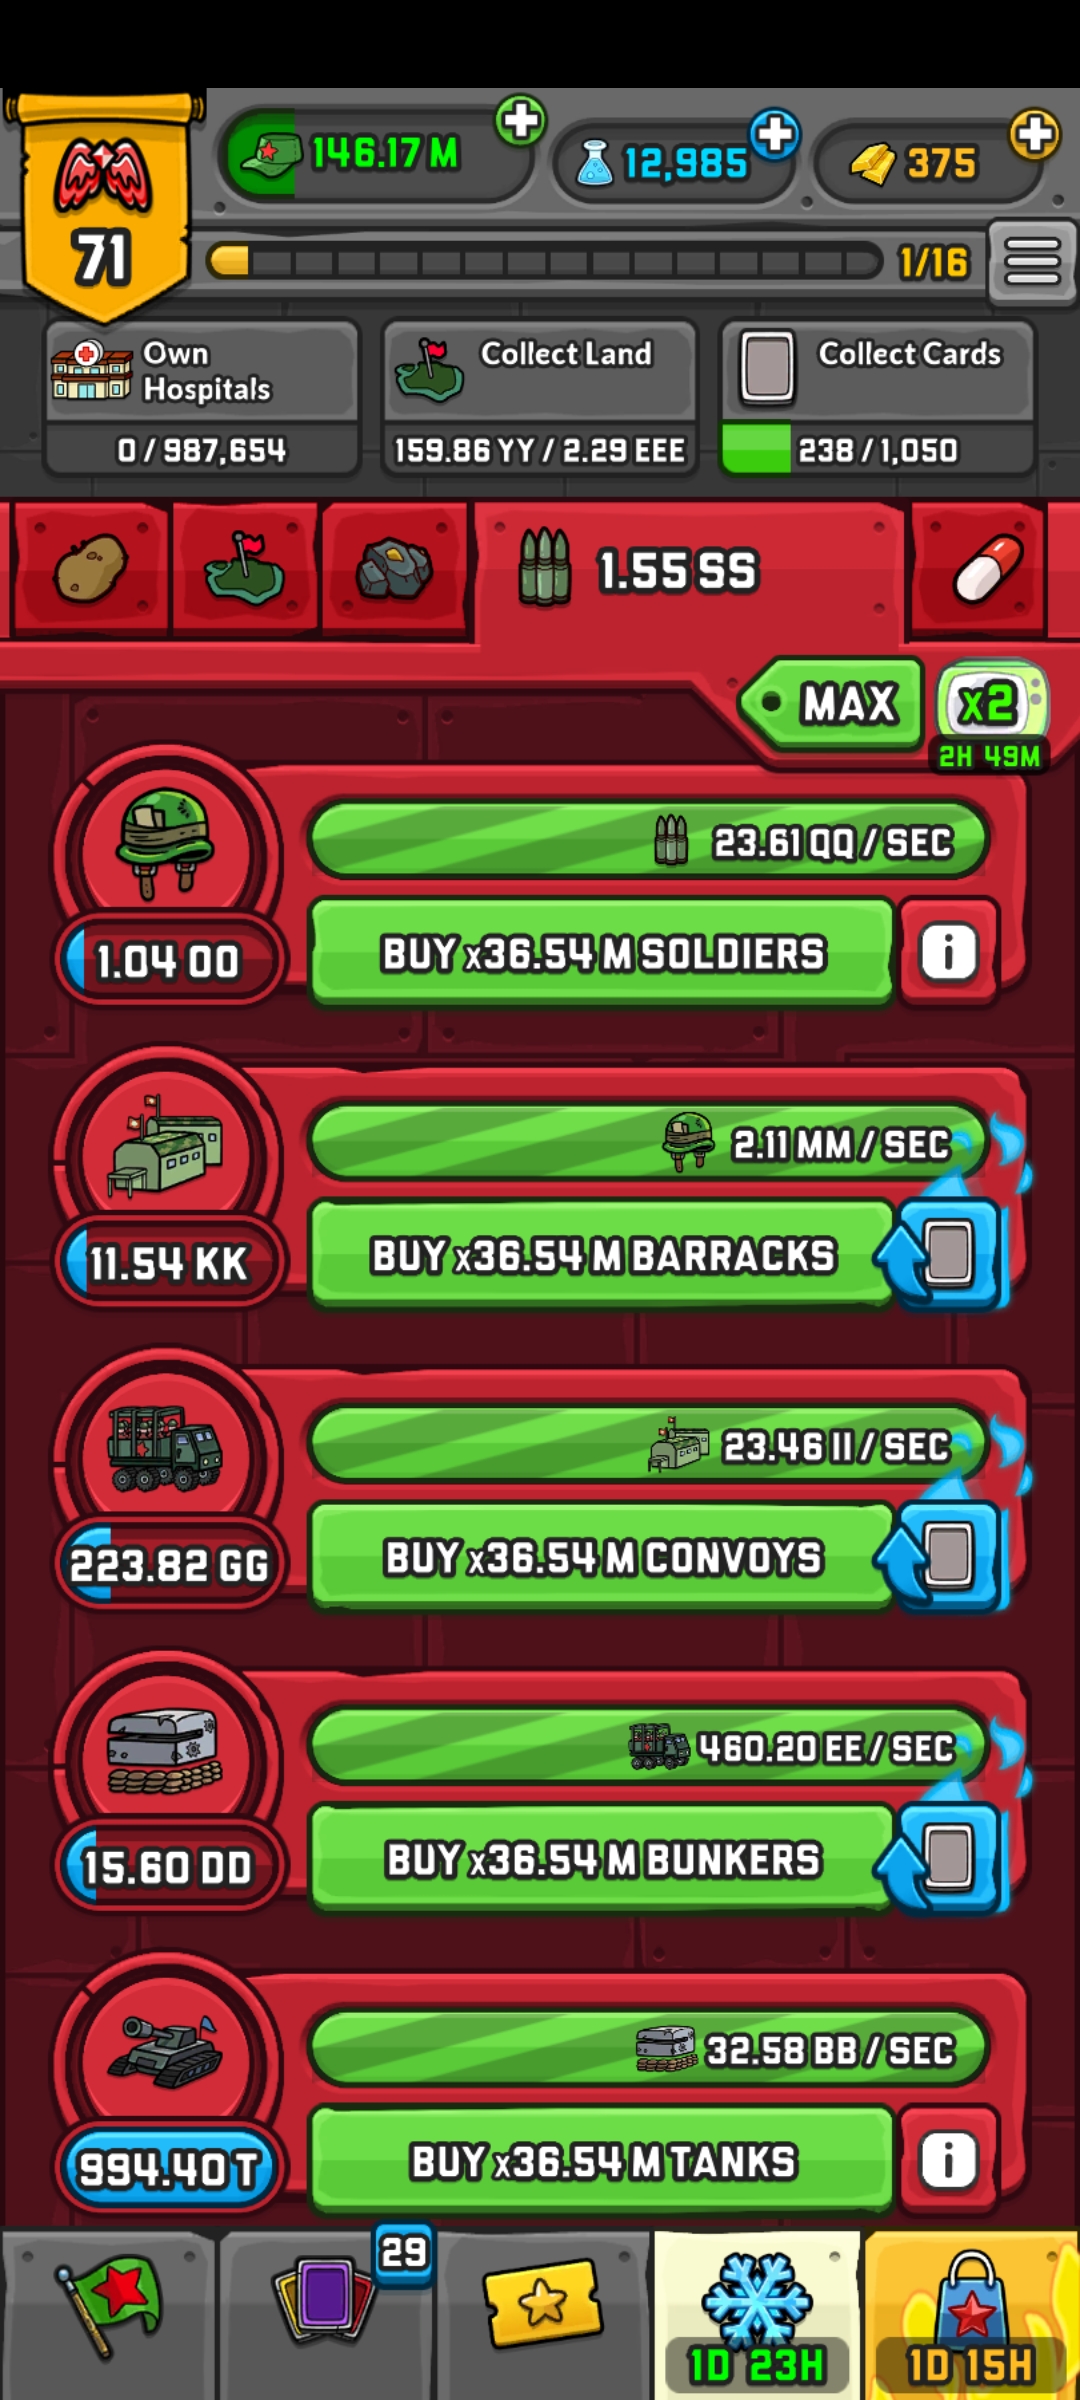 71
146.17 M
12,985
375
1/16
Own
Hospitals
0 / 987,654
Collect Land
159.86 YY / 2.29 EEE
Collect Cards
238 / 1,050
1.55 SS
MAX
x2
2H 49M
23.61 QQ / SEC
1.04 OO
BUY x36.54 M SOLDIERS
i
2.11 MM / SEC
11.54 KK
BUY x36.54 M BARRACKS
23.46 II / SEC
223.82 GG
BUY x36.54 M CONVOYS
460.20 EE / SEC
15.60 DD
BUY x36.54 M BUNKERS
32.58 BB / SEC
994.40 T
BUY x36.54 M TANKS
i
29
1D 23H
1D 15H